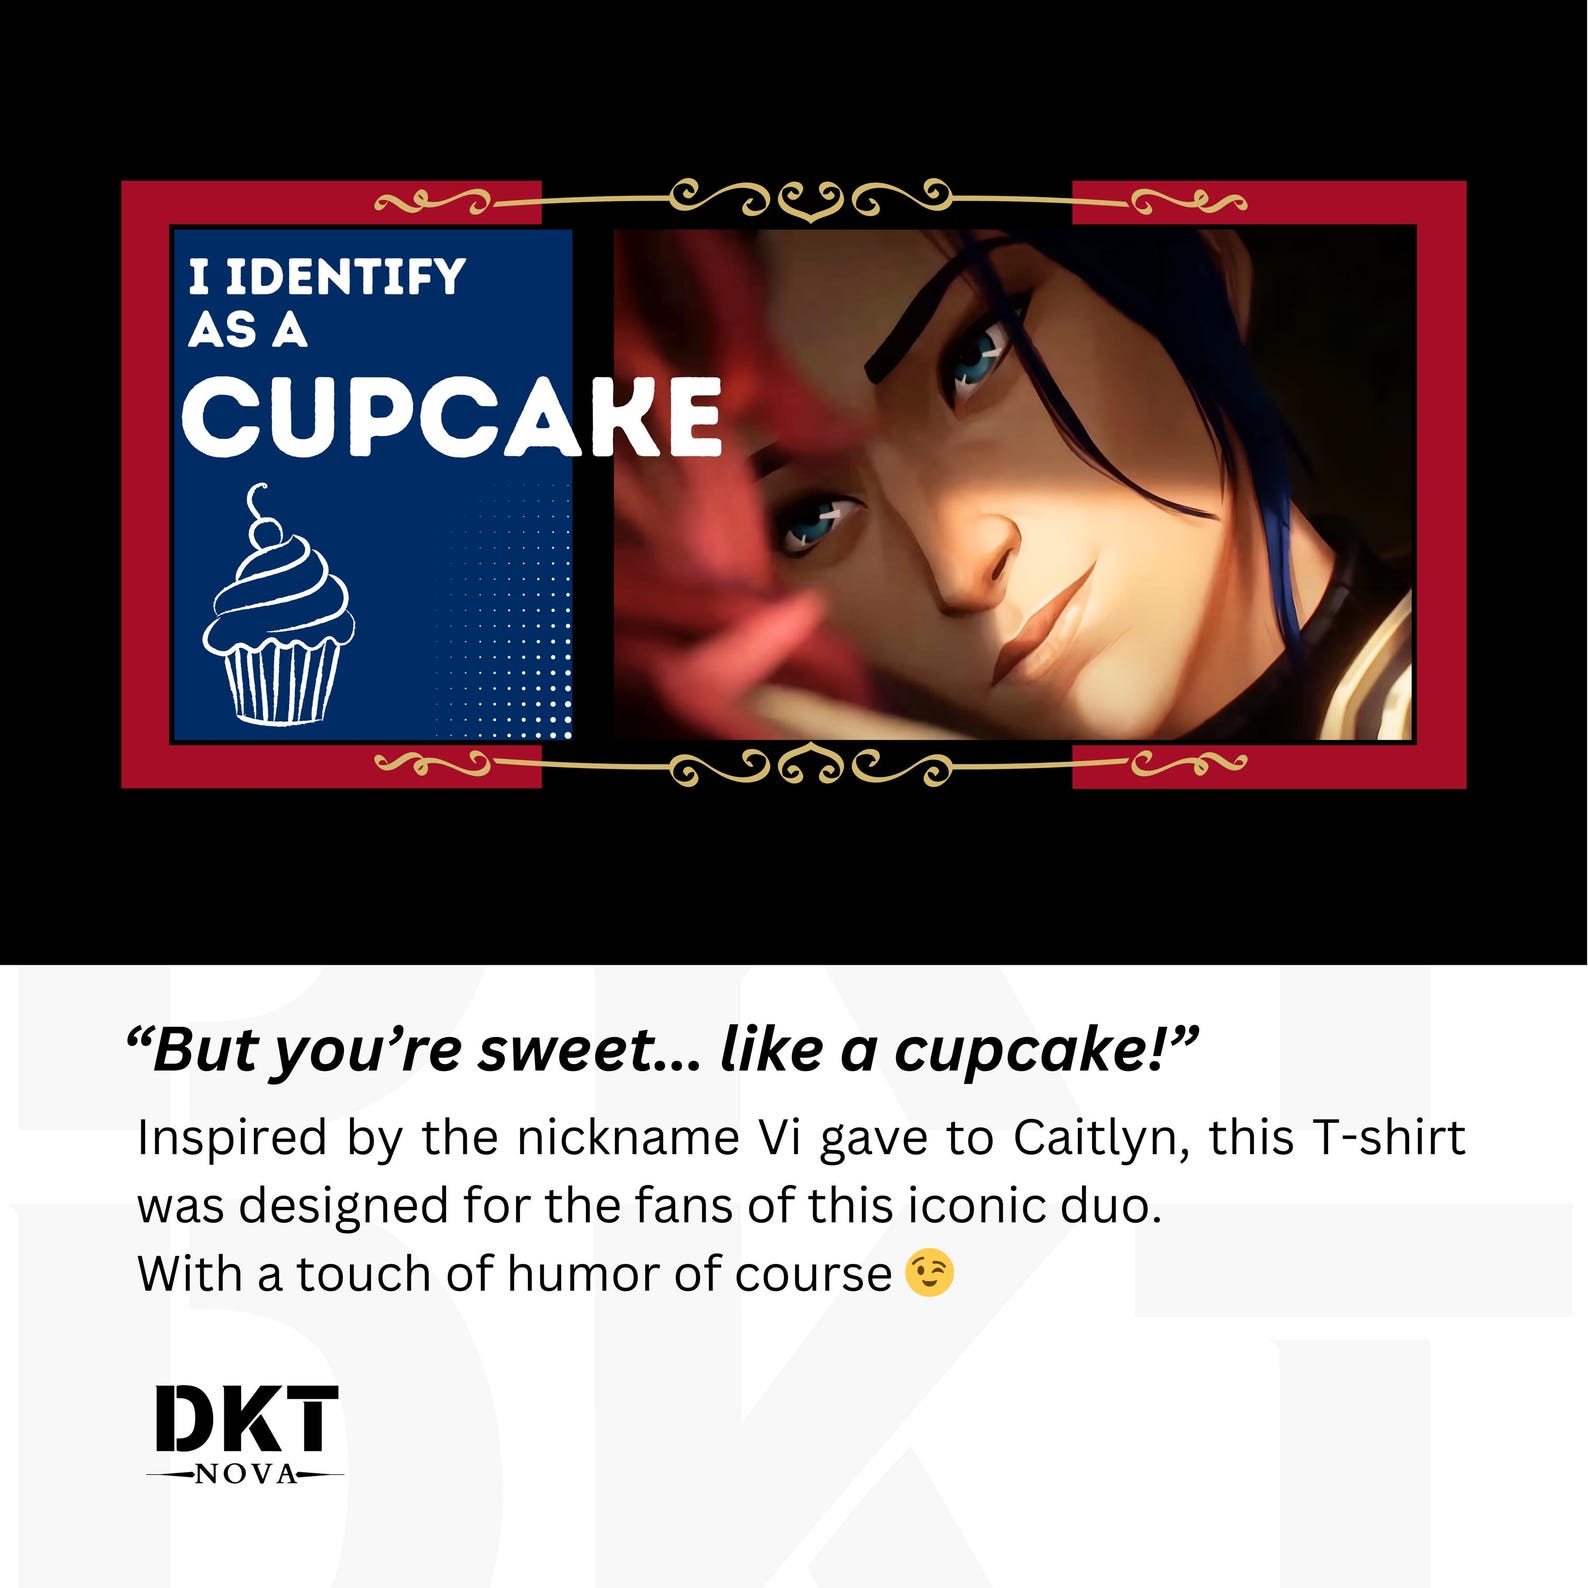 I IDENTIFY
AS A
CUPCAKE
“But you’re sweet... like a cupcake!”
Inspired by the nickname Vi gave to Caitlyn, this T-shirt
was designed for the fans of this iconic duo.
With a touch of humor of course 😉
DKT
NOVA